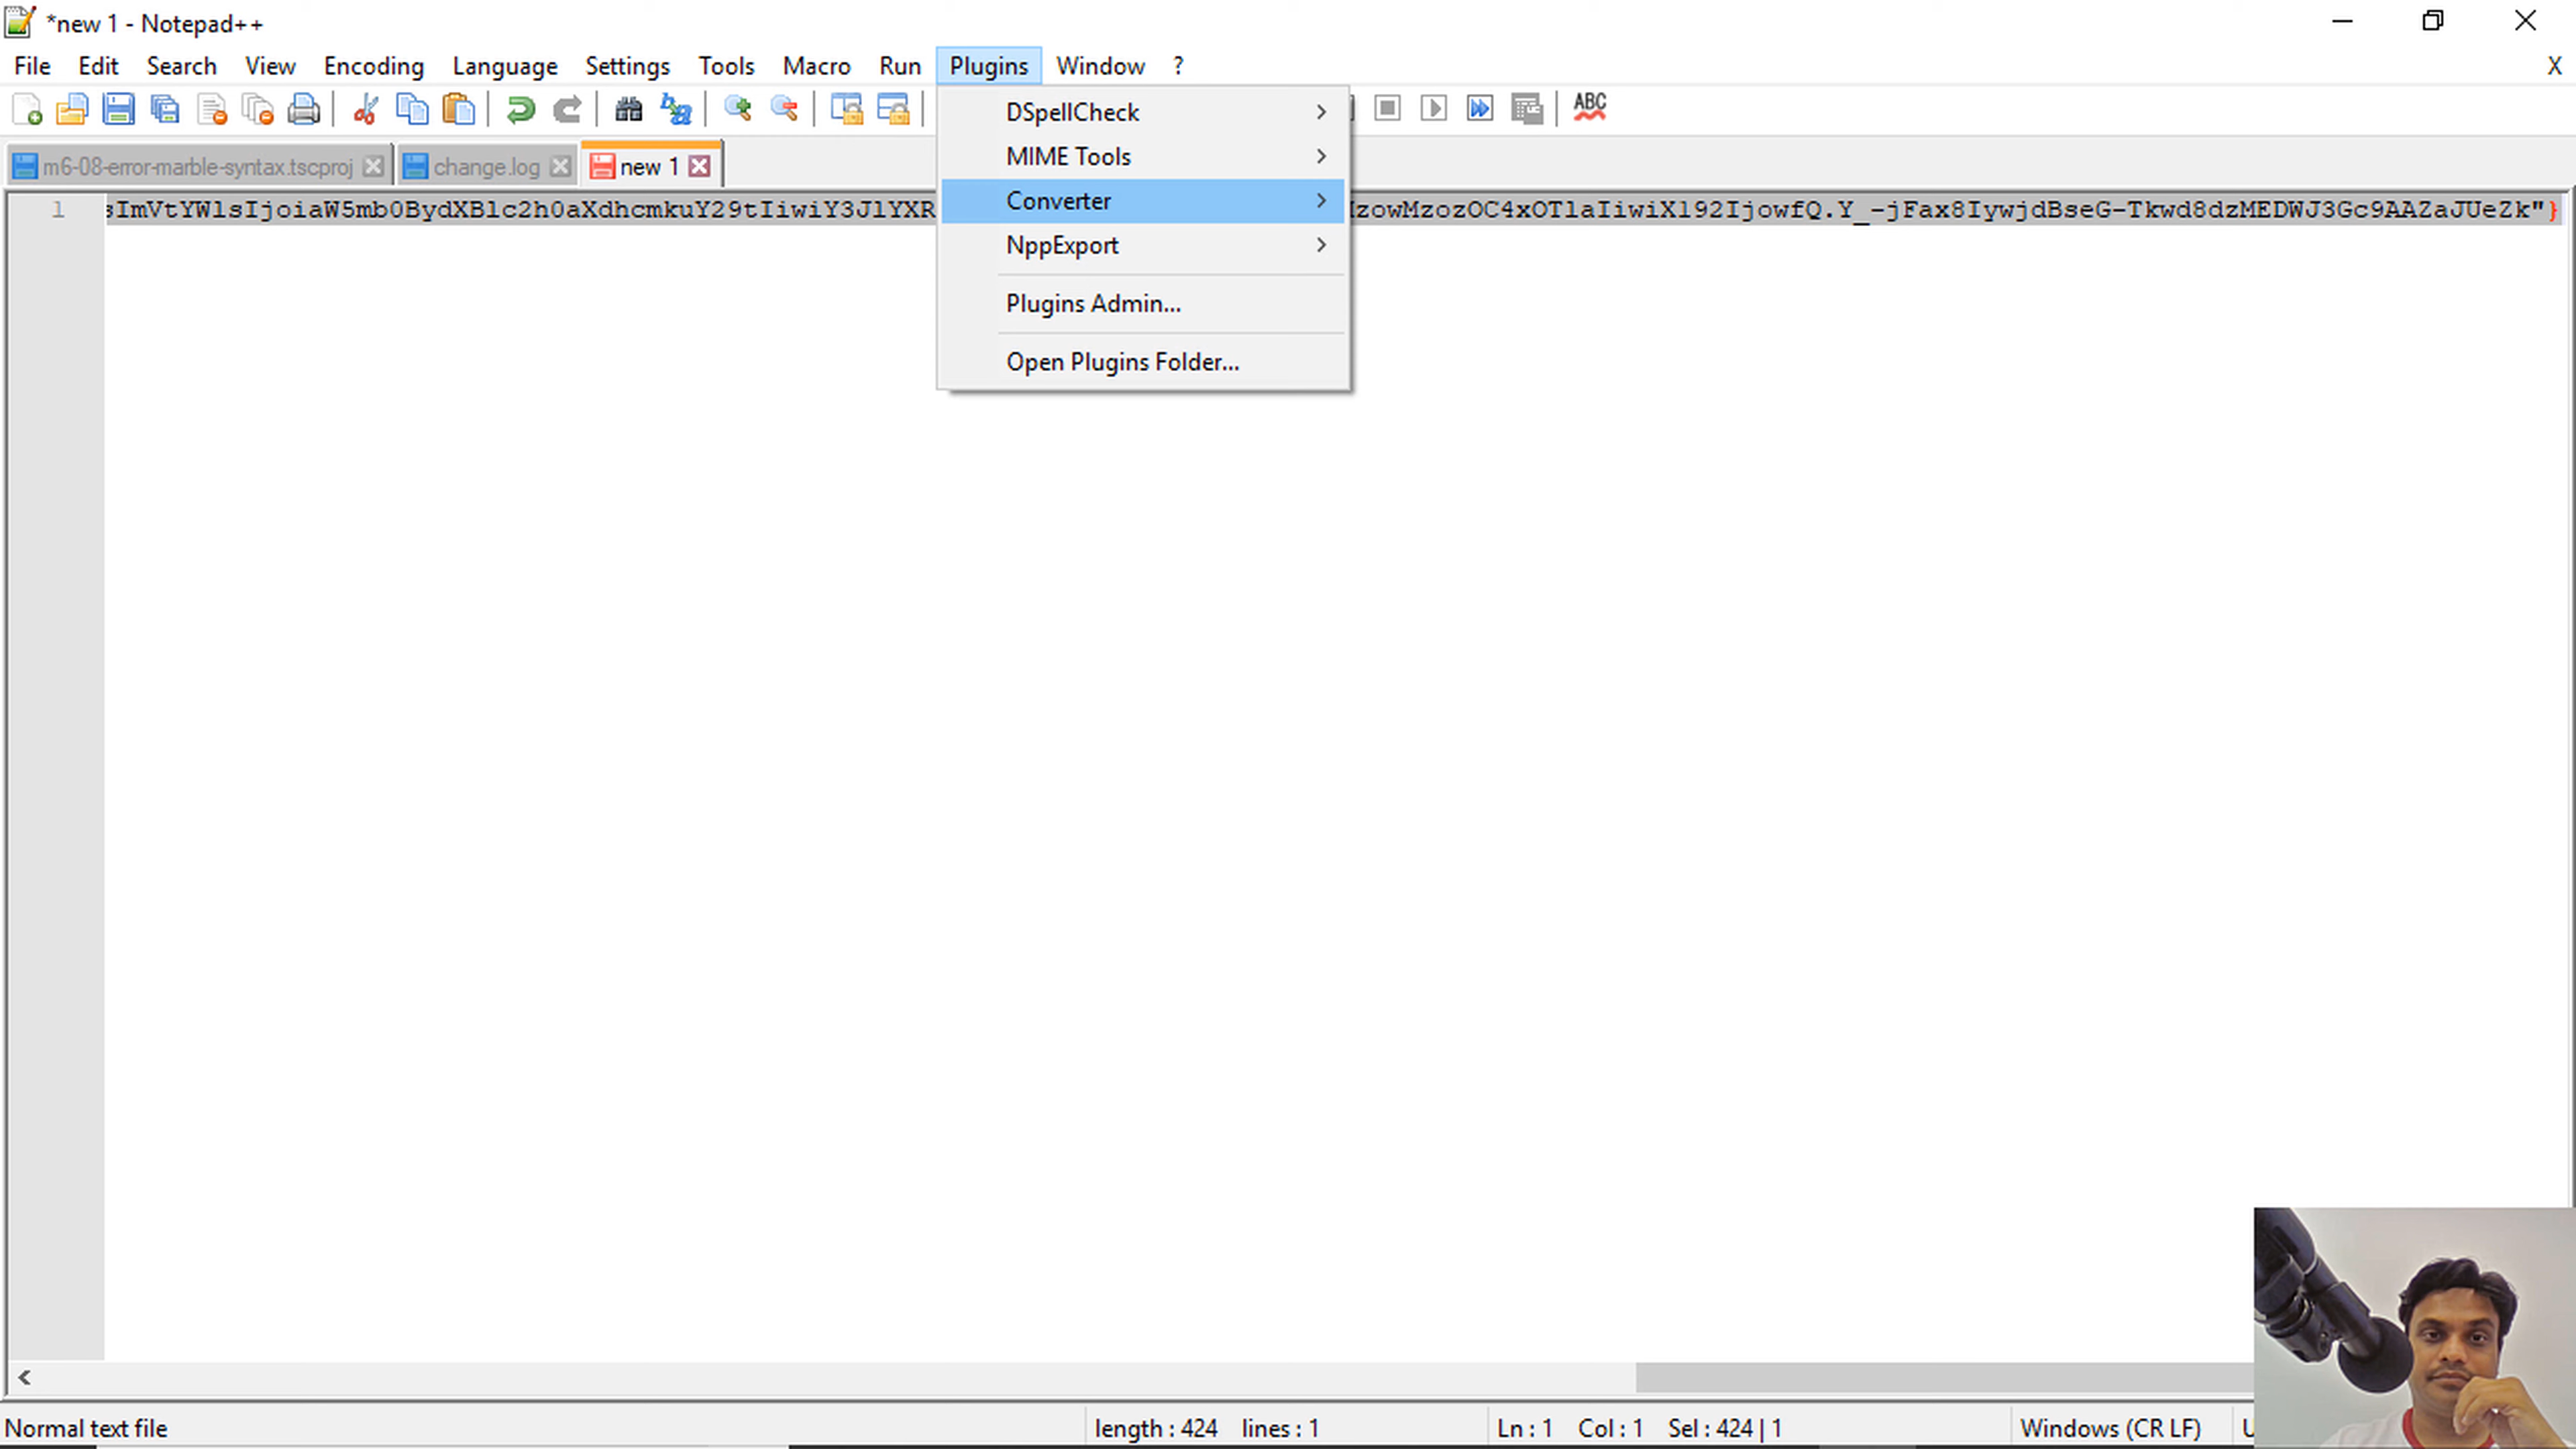 *new 1 - Notepad++
File Edit Search View Encoding Language Settings Tools Macro Run Plugins Window ? X
ABC
m6-08-error-marble-syntax.tscproj change.log new 1
1 sImVtYWlsIjoiaW5mb0BydXBlc2h0aXdhcmkuY29tIiwiY3JlYXR IzowMzozOC4xOTlaIiwiX192IjowfQ.Y_-jFax8IywjdBseG-Tkwd8dzMEDWJ3Gc9AAZaJUeZk"}
DSpellCheck
MIME Tools
Converter
NppExport
Plugins Admin...
Open Plugins Folder...
Normal text file length : 424 lines : 1 Ln : 1 Col : 1 Sel : 424 | 1 Windows (CR LF)